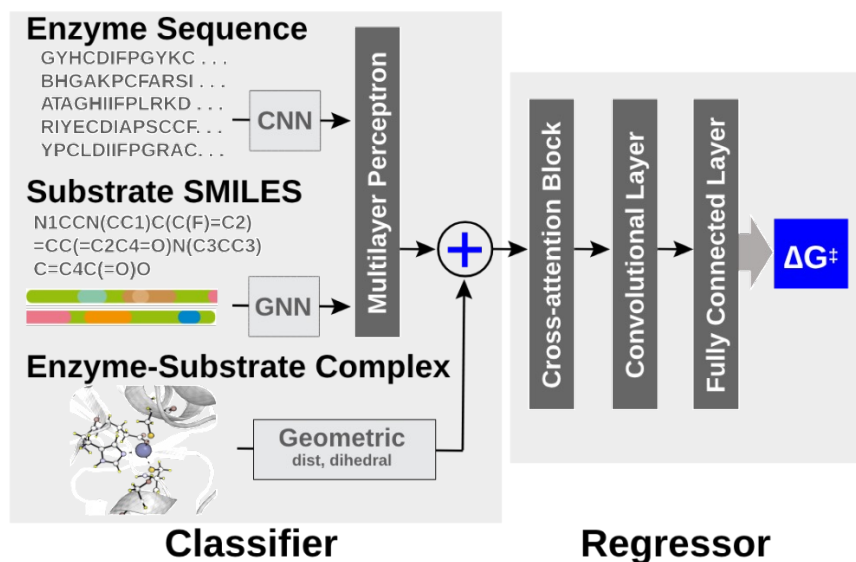 Enzyme Sequence
GYHCDIFPGYKC . . .
BHGAKPCFARSI . . .
ATAGHIIFPLRKD . . .
RIYECDIAPSCCF. . .
YPCLDIIFPGRAC. . .
CNN
Substrate SMILES
N1CCN(CC1)C(C(F)=C2)
=CC(=C2C4=O)N(C3CC3)
C=C4C(=O)O
GNN
Multilayer Perceptron
+
Enzyme-Substrate Complex
Geometric
dist, dihedral
Cross-attention Block
Convolutional Layer
Fully Connected Layer
ΔG‡
Classifier
Regressor